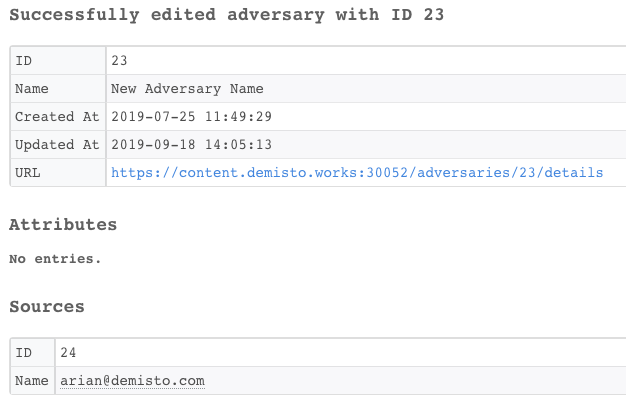 Successfully edited adversary with ID 23
ID 23
Name New Adversary Name
Created At 2019-07-25 11:49:29
Updated At 2019-09-18 14:05:13
URL https://content.demisto.works:30052/adversaries/23/details
Attributes
No entries.
Sources
ID 24
Name arian@demisto.com